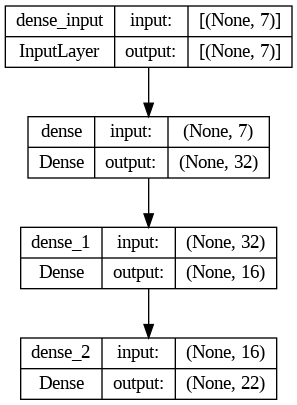 dense_input input: [(None, 7)]
InputLayer output: [(None, 7)]
dense input: (None, 7)
Dense output: (None, 32)
dense_1 input: (None, 32)
Dense output: (None, 16)
dense_2 input: (None, 16)
Dense output: (None, 22)